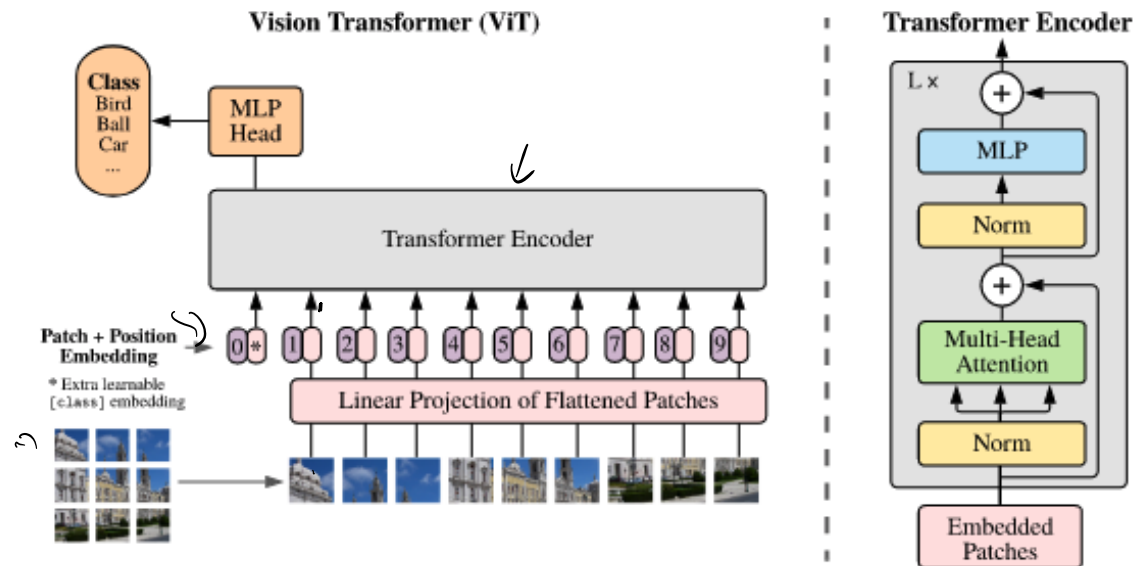 Vision Transformer (ViT)
Class
Bird
Ball
Car
...
MLP
Head
Transformer Encoder
Patch + Position
Embedding
0 * 1 2 3 4 5 6 7 8 9
* Extra learnable
[class] embedding
Linear Projection of Flattened Patches
Transformer Encoder
L ×
+
MLP
Norm
+
Multi-Head
Attention
Norm
Embedded
Patches